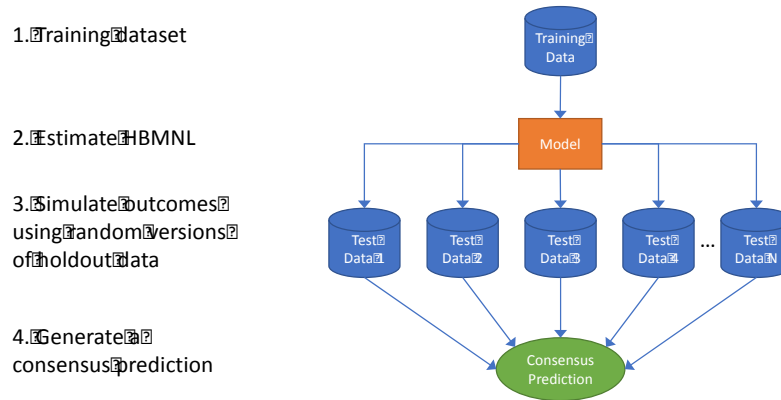 1. Training dataset
Training
Data
2. Estimate HBMNL
Model
3. Simulate outcomes
using random versions
of holdout data
Test
Data 1
Test
Data 2
Test
Data 3
Test
Data 4
...
Test
Data N
4. Generate a
consensus prediction
Consensus
Prediction